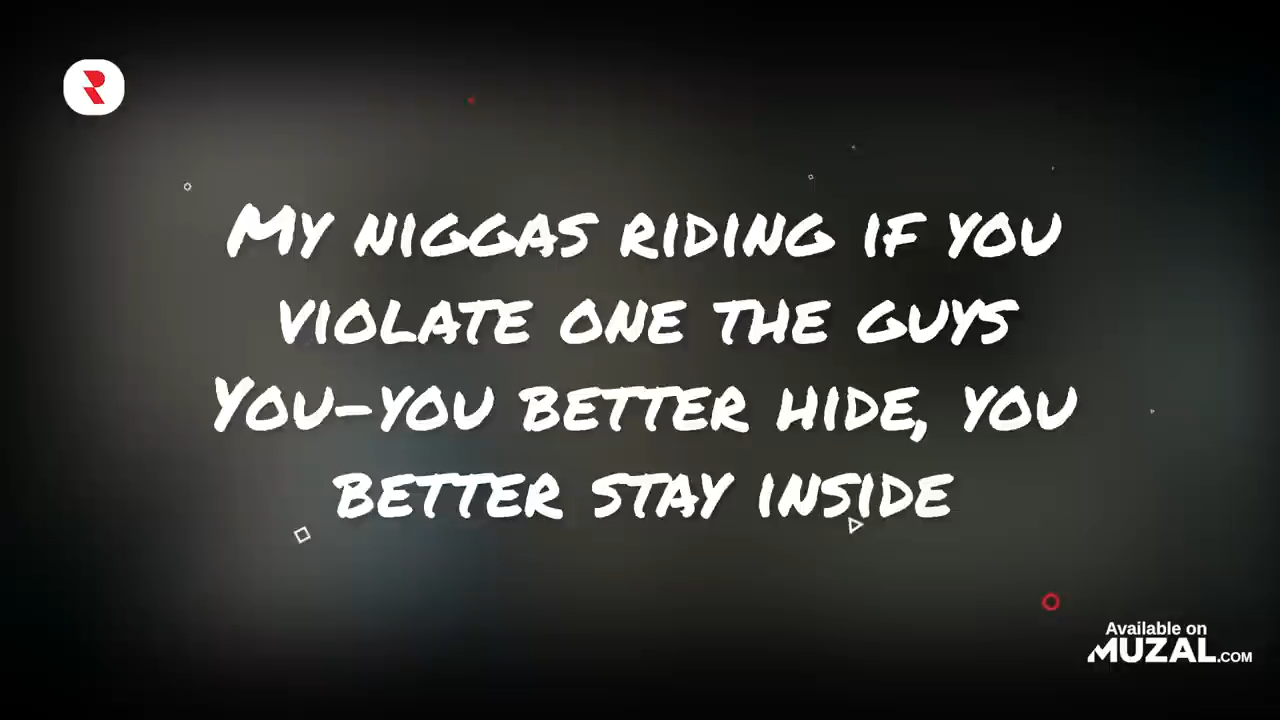 My niggas riding if you
violate one the guys
You-you better hide, you
better stay inside
Available on
MUZAL.COM